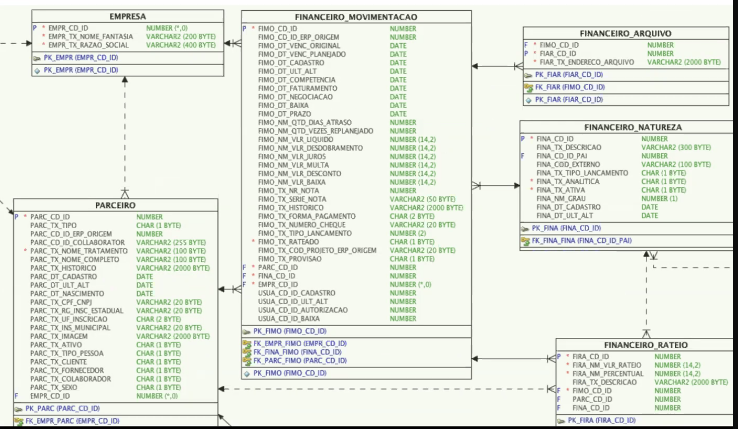 EMPRESA
P * EMPR_CD_ID NUMBER (*,0)
* EMPR_TX_NOME_FANTASIA VARCHAR2 (200 BYTE)
* EMPR_TX_RAZAO_SOCIAL VARCHAR2 (400 BYTE)
PK_EMPR (EMPR_CD_ID)
PK_EMPR (EMPR_CD_ID)
FINANCEIRO_MOVIMENTACAO
P * FIMO_CD_ID NUMBER
FIMO_CD_ID_ERP_ORIGEM NUMBER
FIMO_DT_VENC_ORIGINAL DATE
FIMO_DT_VENC_PLANEJADO DATE
FIMO_DT_CADASTRO DATE
FIMO_DT_ULT_ALT DATE
FIMO_DT_COMPETENCIA DATE
FIMO_DT_FATURAMENTO DATE
FIMO_DT_NEGOCIACAO DATE
FIMO_DT_BAIXA DATE
FIMO_DT_PRAZO DATE
FIMO_NM_QTD_DIAS_ATRASO NUMBER
FIMO_NM_QTD_VEZES_REPLANEJADO NUMBER
FIMO_NM_VLR_LIQUIDO NUMBER (14,2)
FIMO_NM_VLR_DESDOBRAMENTO NUMBER (14,2)
FIMO_NM_VLR_JUROS NUMBER (14,2)
FIMO_NM_VLR_MULTA NUMBER (14,2)
FIMO_NM_VLR_DESCONTO NUMBER (14,2)
FIMO_NM_VLR_BAIXA NUMBER (14,2)
FIMO_TX_NR_NOTA NUMBER
FIMO_TX_SERIE_NOTA VARCHAR2 (50 BYTE)
FIMO_TX_HISTORICO VARCHAR2 (2000 BYTE)
FIMO_TX_FORMA_PAGAMENTO CHAR (2 BYTE)
FIMO_TX_NUMERO_CHEQUE VARCHAR2 (20 BYTE)
FIMO_TX_TIPO_LANCAMENTO NUMBER (2)
* FIMO_TX_RATEADO CHAR (1 BYTE)
FIMO_TX_COD_PROJETO_ERP_ORIGEM VARCHAR2 (20 BYTE)
FIMO_TX_PROVISAO CHAR (1 BYTE)
F * PARC_CD_ID NUMBER
F * FINA_CD_ID NUMBER
F * EMPR_CD_ID NUMBER (*,0)
USUA_CD_ID_CADASTRO NUMBER
USUA_CD_ID_ULT_ALT NUMBER
USUA_CD_ID_AUTORIZACAO NUMBER
USUA_CD_ID_BAIXA NUMBER
PK_FIMO (FIMO_CD_ID)
FK_EMPR_FIMO (EMPR_CD_ID)
FK_FINA_FIMO (FINA_CD_ID)
FK_PARC_FIMO (PARC_CD_ID)
PK_FIMO (FIMO_CD_ID)
FINANCEIRO_ARQUIVO
F * FIMO_CD_ID NUMBER
P * FIAR_CD_ID NUMBER
* FIAR_TX_ENDERECO_ARQUIVO VARCHAR2 (2000 BYTE)
PK_FIAR (FIAR_CD_ID)
FK_FIAR (FIMO_CD_ID)
PK_FIAR (FIAR_CD_ID)
FINANCEIRO_NATUREZA
P * FINA_CD_ID NUMBER
FINA_TX_DESCRICAO VARCHAR2 (300 BYTE)
F FINA_CD_ID_PAI NUMBER
FINA_COD_EXTERNO VARCHAR2 (100 BYTE)
FINA_TX_TIPO_LANCAMENTO CHAR (1 BYTE)
* FINA_TX_ANALITICA CHAR (1 BYTE)
* FINA_TX_ATIVA CHAR (1 BYTE)
FINA_NM_GRAU NUMBER (1)
FINA_DT_CADASTRO DATE
FINA_DT_ULT_ALT DATE
PK_FINA (FINA_CD_ID)
FK_FINA_FINA (FINA_CD_ID_PAI)
PARCEIRO
P * PARC_CD_ID NUMBER
PARC_TX_TIPO CHAR (1 BYTE)
PARC_CD_ID_ERP_ORIGEM NUMBER
PARC_CD_ID_COLLABORATOR VARCHAR2 (255 BYTE)
* PARC_TX_NOME_TRATAMENTO VARCHAR2 (100 BYTE)
PARC_TX_NOME_COMPLETO VARCHAR2 (100 BYTE)
PARC_TX_HISTORICO VARCHAR2 (2000 BYTE)
PARC_DT_CADASTRO DATE
PARC_DT_ULT_ALT DATE
PARC_DT_NASCIMENTO DATE
PARC_TX_CPF_CNPJ VARCHAR2 (20 BYTE)
PARC_TX_RG_INSC_ESTADUAL VARCHAR2 (20 BYTE)
PARC_TX_UF_INSCRICAO CHAR (2 BYTE)
PARC_TX_INS_MUNICIPAL VARCHAR2 (20 BYTE)
PARC_TX_IMAGEM VARCHAR2 (2000 BYTE)
PARC_TX_ATIVO CHAR (1 BYTE)
PARC_TX_TIPO_PESSOA CHAR (1 BYTE)
PARC_TX_CLIENTE CHAR (1 BYTE)
PARC_TX_FORNECEDOR CHAR (1 BYTE)
PARC_TX_COLABORADOR CHAR (1 BYTE)
PARC_TX_SEXO CHAR (1 BYTE)
F EMPR_CD_ID NUMBER (*,0)
PK_PARC (PARC_CD_ID)
FK_EMPR_PARC (EMPR_CD_ID)
FINANCEIRO_RATEIO
P * FIRA_CD_ID NUMBER
* FIRA_NM_VLR_RATEIO NUMBER (14,2)
* FIRA_NM_PERCENTUAL NUMBER (14,2)
FIRA_TX_DESCRICAO VARCHAR2 (2000 BYTE)
F * FIMO_CD_ID NUMBER
F PARC_CD_ID NUMBER
F FINA_CD_ID NUMBER
PK_FIRA (FIRA_CD_ID)